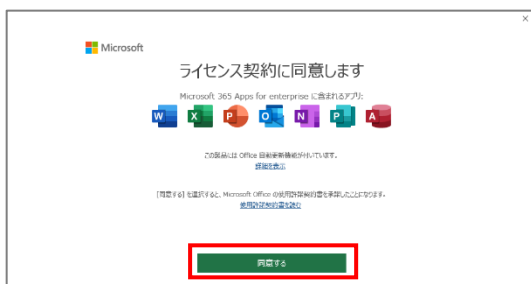 Microsoft
ライセンス契約に同意します
Microsoft 365 Apps for enterprise に含まれるアプリ:
W X P O N P A
この製品には Office 自動更新機能が付いています。
詳細を表示
[同意する] を選択すると、Microsoft Office の使用許諾契約書を承諾したことになります。
使用許諾契約書を読む
同意する